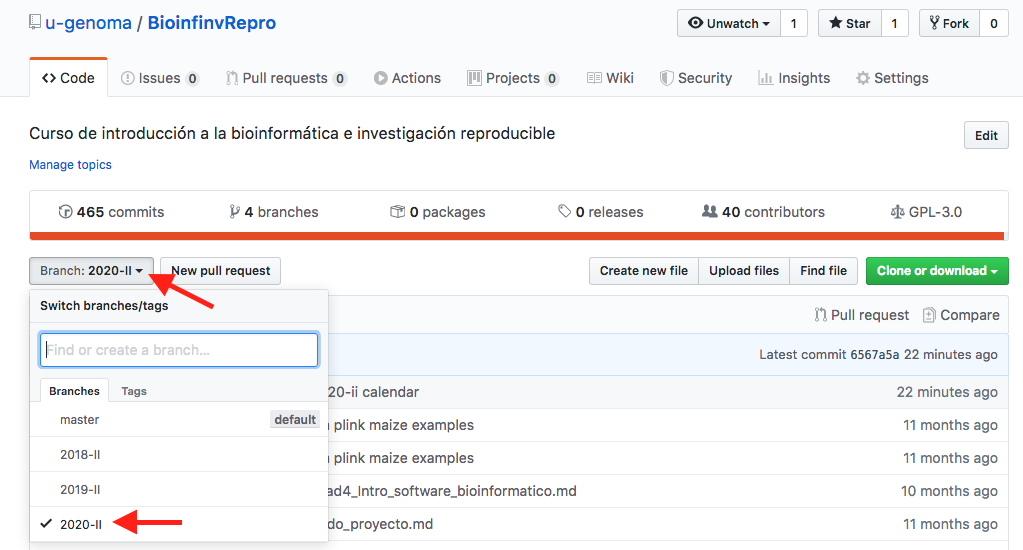 u-genoma / BioinfinvRepro
Unwatch 1 Star 1 Fork 0
Code Issues 0 Pull requests 0 Actions Projects 0 Wiki Security Insights Settings
Curso de introducción a la bioinformática e investigación reproducible
Edit
Manage topics
465 commits 4 branches 0 packages 0 releases 40 contributors GPL-3.0
Branch: 2020-II New pull request Create new file Upload files Find file Clone or download
Switch branches/tags
Pull request Compare
Find or create a branch...
Latest commit 6567a5a 22 minutes ago
Branches Tags
20-ii calendar 22 minutes ago
master default
plink maize examples 11 months ago
2018-II
plink maize examples 11 months ago
2019-II
ad4_Intro_software_bioinformatico.md 10 months ago
2020-II
do_proyecto.md 11 months ago